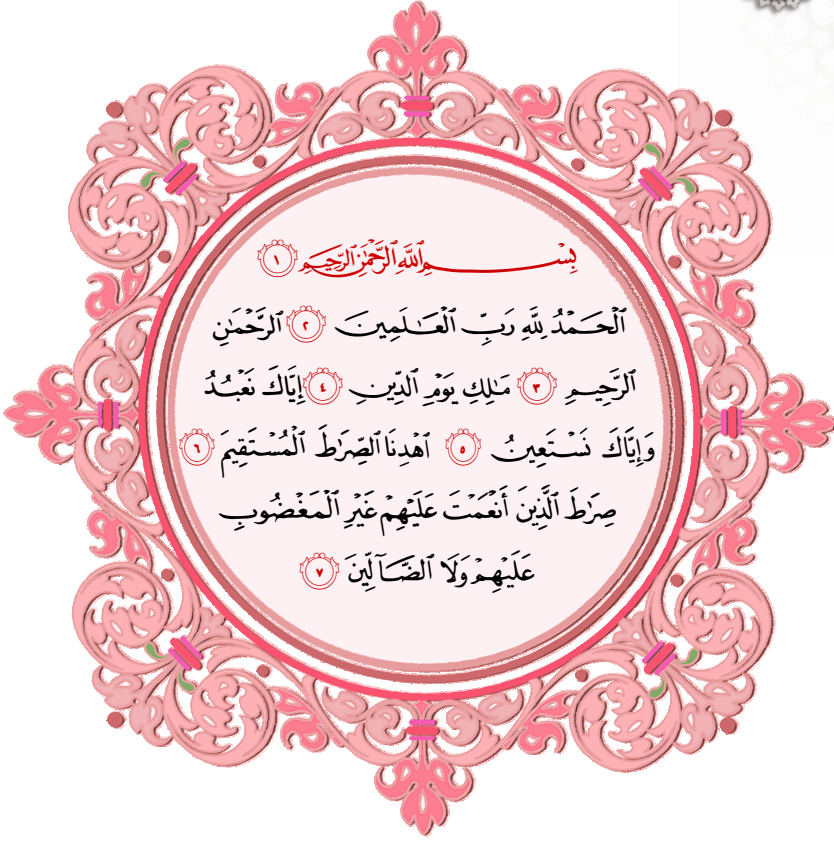 بِسْمِ ٱللَّهِ ٱلرَّحْمَٰنِ ٱلرَّحِيمِ ١
ٱلْحَمْدُ لِلَّهِ رَبِّ ٱلْعَٰلَمِينَ ٢ ٱلرَّحْمَٰنِ
ٱلرَّحِيمِ ٣ مَٰلِكِ يَوْمِ ٱلدِّينِ ٤ إِيَّاكَ نَعْبُدُ
وَإِيَّاكَ نَسْتَعِينُ ٥ ٱهْدِنَا ٱلصِّرَٰطَ ٱلْمُسْتَقِيمَ ٦
صِرَٰطَ ٱلَّذِينَ أَنْعَمْتَ عَلَيْهِمْ غَيْرِ ٱلْمَغْضُوبِ
عَلَيْهِمْ وَلَا ٱلضَّآلِّينَ ٧